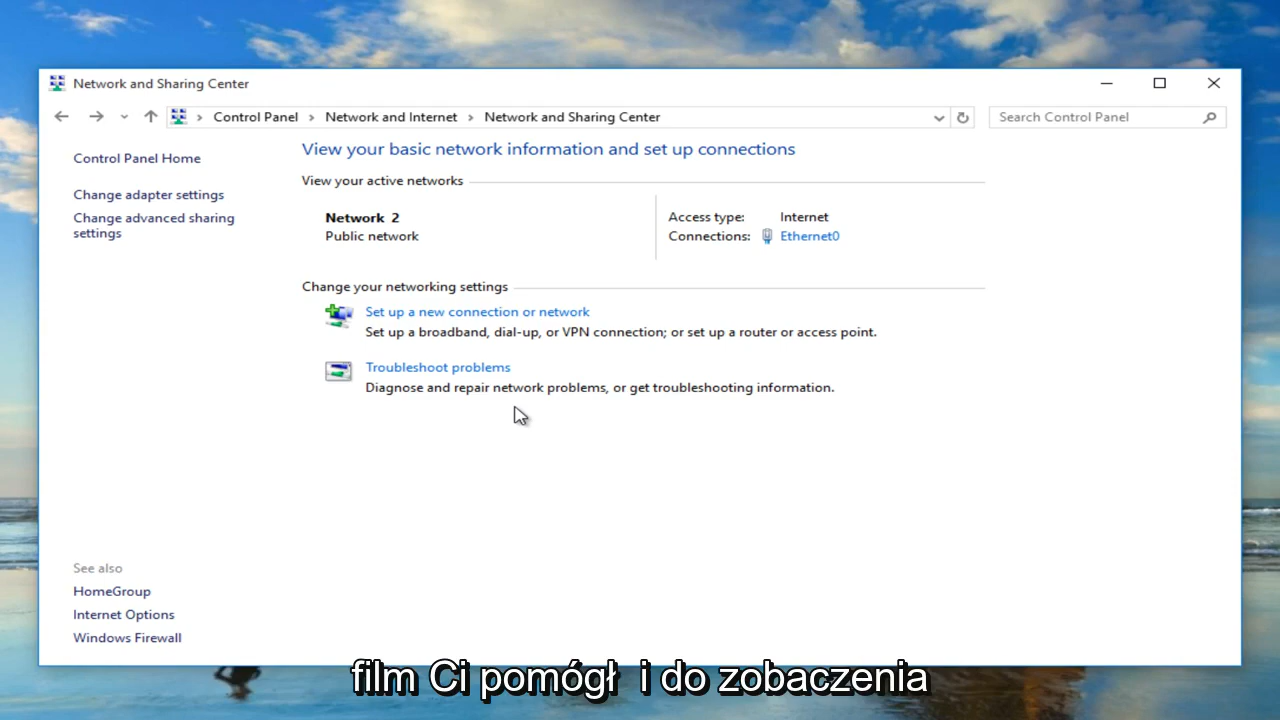 Network and Sharing Center
Control Panel > Network and Internet > Network and Sharing Center
Search Control Panel
Control Panel Home
Change adapter settings
Change advanced sharing
settings
View your basic network information and set up connections
View your active networks
Network 2
Public network
Access type: Internet
Connections: Ethernet0
Change your networking settings
Set up a new connection or network
Set up a broadband, dial-up, or VPN connection; or set up a router or access point.
Troubleshoot problems
Diagnose and repair network problems, or get troubleshooting information.
See also
HomeGroup
Internet Options
Windows Firewall
film Ci pomógł i do zobaczenia